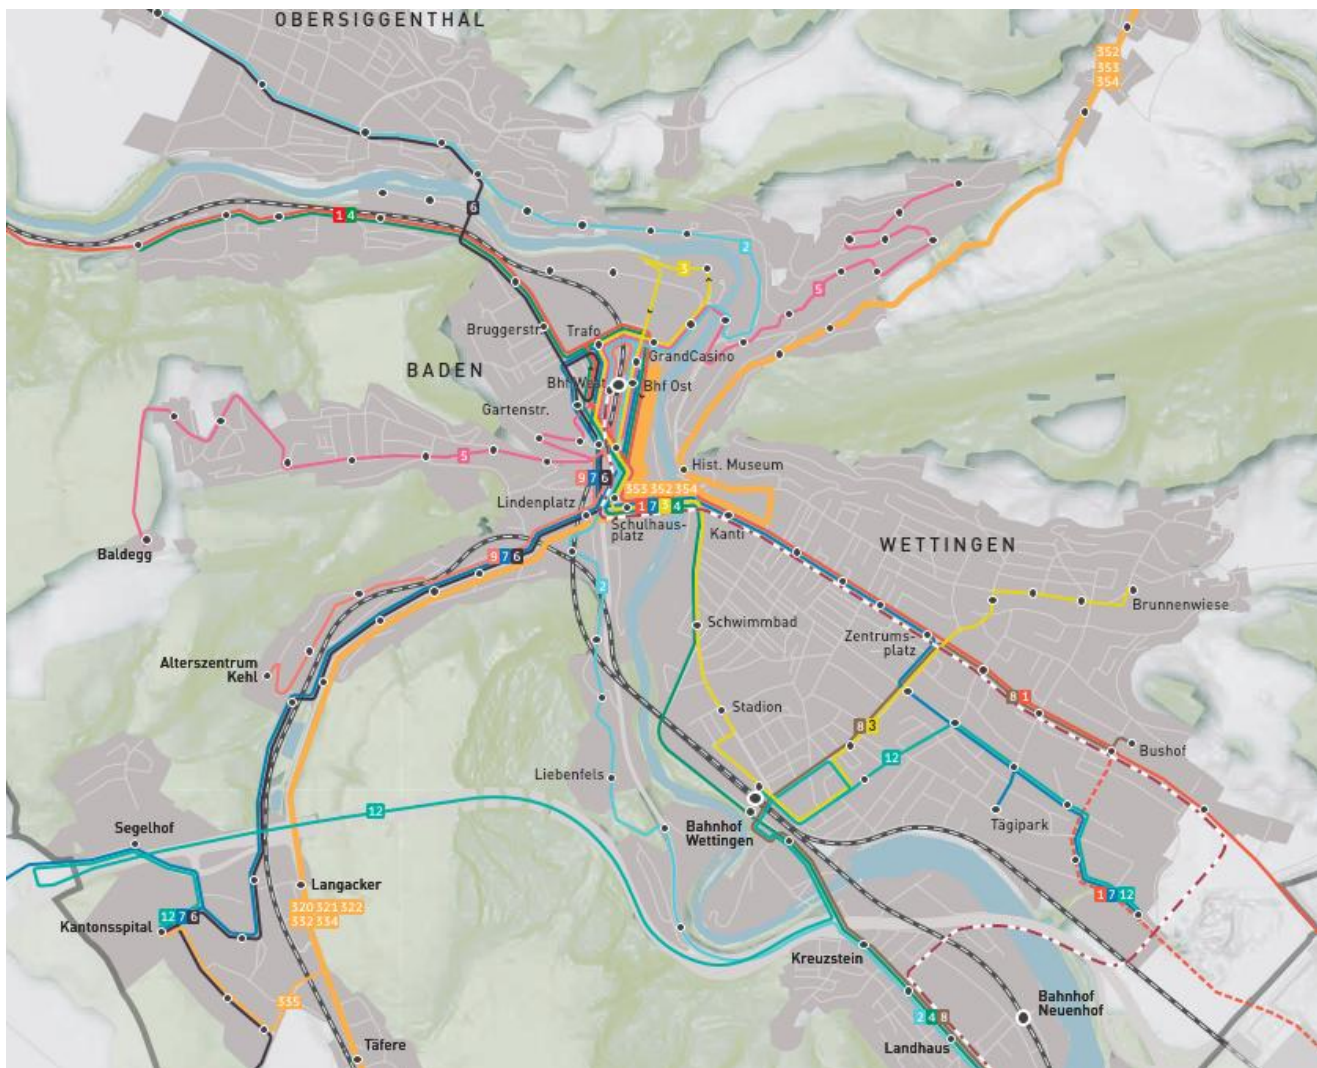 OBERSIGGENTHAL
352
353
354
6
1 4
2
3
5
Bruggerstr.
Trafo
GrandCasino
BADEN
Bhf West
Bhf Ost
Gartenstr.
5
Hist. Museum
9 7 6
353 352 354
Lindenplatz
1 7 3 4
Schulhaus-
platz
Kanti
WETTINGEN
Baldegg
9 7 6
2
Brunnenwiese
Schwimmbad
Zentrums-
platz
Alterszentrum
Kehl
8 1
Stadion
8 3
Bushof
12
Liebenfels
12
Segelhof
Bahnhof
Wettingen
Tägipark
Langacker
1 7 12
320 321 322
332 334
12 7 6
Kantonsspital
Kreuzstein
335
Bahnhof
Neuenhof
2 4 8
Landhaus
Täfere